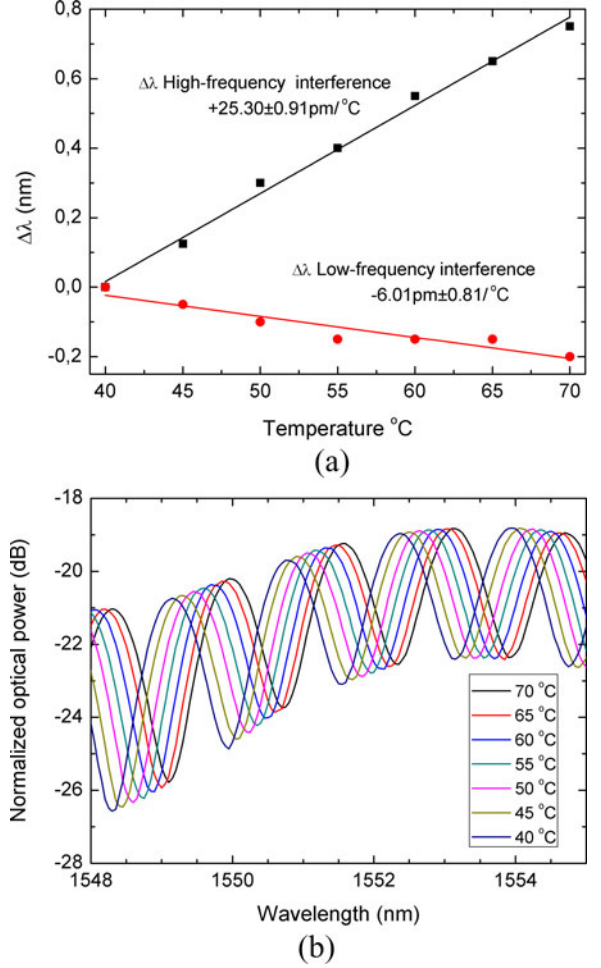 0,8
0,6
0,4
0,2
0,0
-0,2
Δλ (nm)
Δλ High-frequency interference
+25.30±0.91pm/°C
Δλ Low-frequency interference
-6.01pm±0.81/°C
40 45 50 55 60 65 70
Temperature °C
(a)
-18
-20
-22
-24
-26
-28
Normalized optical power (dB)
70 °C
65 °C
60 °C
55 °C
50 °C
45 °C
40 °C
1548 1550 1552 1554
Wavelength (nm)
(b)